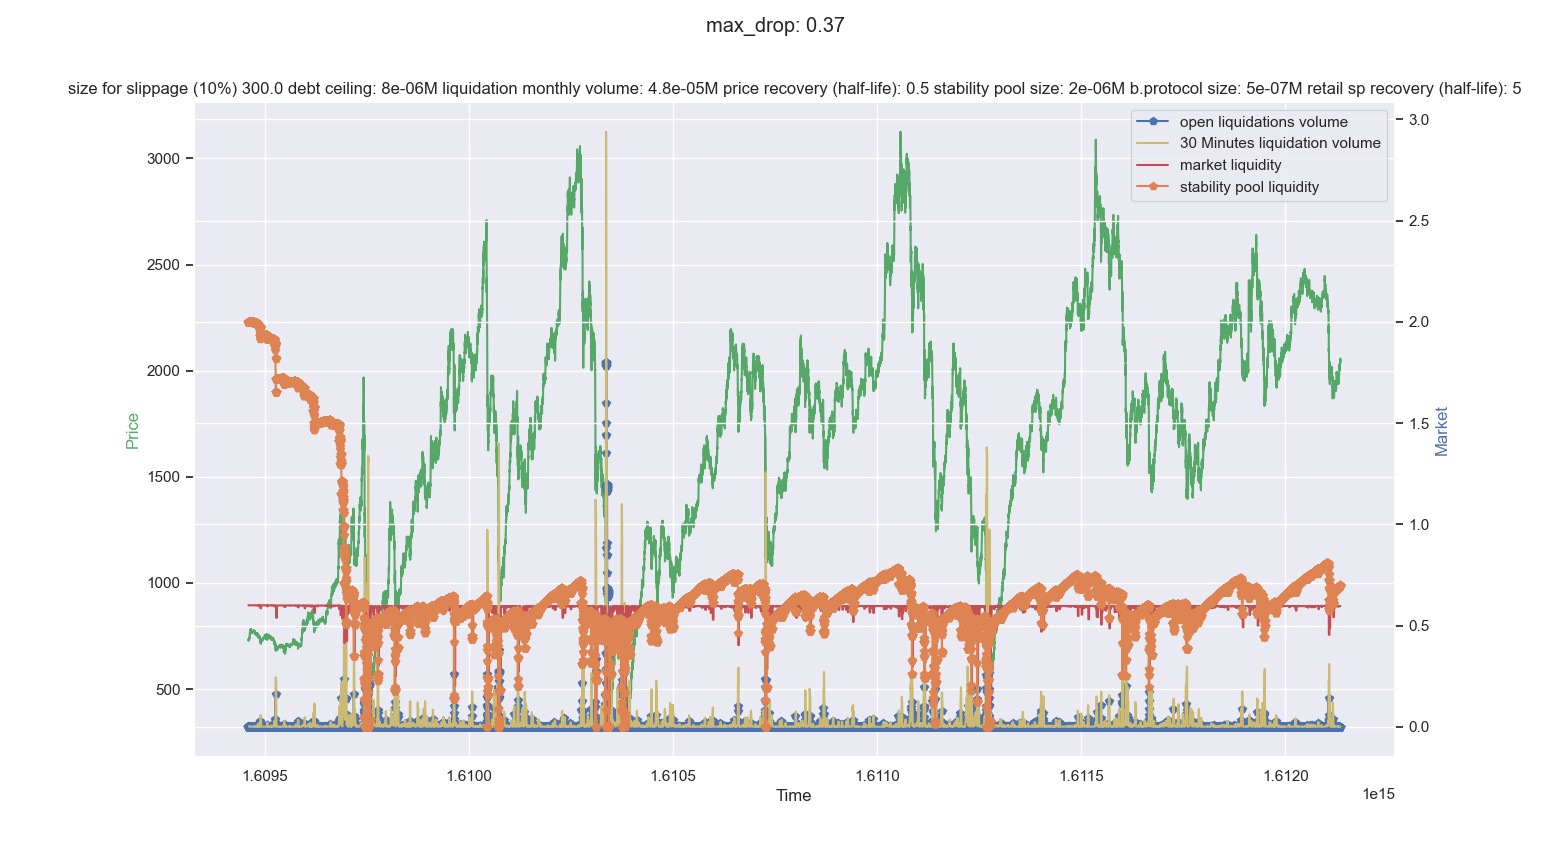 max_drop: 0.37
size for slippage (10%) 300.0 debt ceiling: 8e-06M liquidation monthly volume: 4.8e-05M price recovery (half-life): 0.5 stability pool size: 2e-06M b.protocol size: 5e-07M retail sp recovery (half-life): 5
open liquidations volume
30 Minutes liquidation volume
market liquidity
stability pool liquidity
3000
2500
2000
1500
1000
500
Price
3.0
2.5
2.0
1.5
1.0
0.5
0.0
Market
1.6095 1.6100 1.6105 1.6110 1.6115 1.6120
Time
1e15